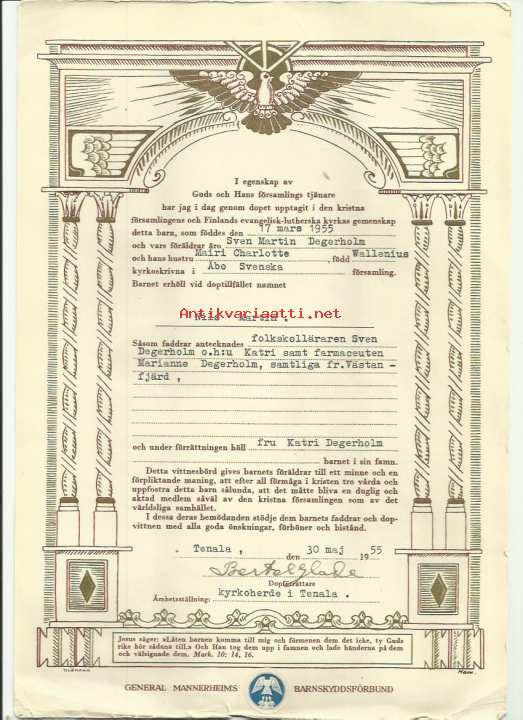 I egenskap av
Guds och Hans församlings tjänare
har jag i dag genom dopet upptagit i den kristna
församlingens och Finlands evangelisk-lutherska kyrkas gemenskap
detta barn, som föddes den 17 mars 1955
och vars föräldrar äro Sven Martin Degerholm
och hans hustru Mairi Charlotte, född Wallenius
kyrkoskrivna i Åbo Svenska församling.
Barnet erhöll vid doptillfället namnet
Antikvariaatti.net
Nils Martin.
Såsom faddrar antecknades folkskolläraren Sven
Degerholm o.h:u Katri samt farmaceuten
Marianne Degerholm, samtliga fr.Västan-
fjärd ,
och under förrättningen höll fru Katri Degerholm
barnet i sin famn.
Detta vittnesbörd gives barnets föräldrar till ett minne och en
förpliktande maning, att efter all förmåga i kristen tro vårda och
uppfostra detta barn sålunda, att det måtte bliva en duglig och
aktad medlem såväl av den kristna församlingen som av det
världsliga samhället.
I dessa deras bemödanden stödje dem barnets faddrar och dop-
vittnen med alla goda önskningar, förböner och bistånd.
Tenala , den 30 maj 1955
Bertel Glade
Dopförrättare
Ämbetsställning: kyrkoherde i Tenala .
Jesus säger: »Låten barnen komma till mig och förmenen dem det icke, ty Guds
rike hör sådana till.» Och Han tog dem upp i famnen och lade händerna på dem
och välsignade dem. Mark. 10: 14, 16.
GENERAL MANNERHEIMS BARNSKYDDSFÖRBUND